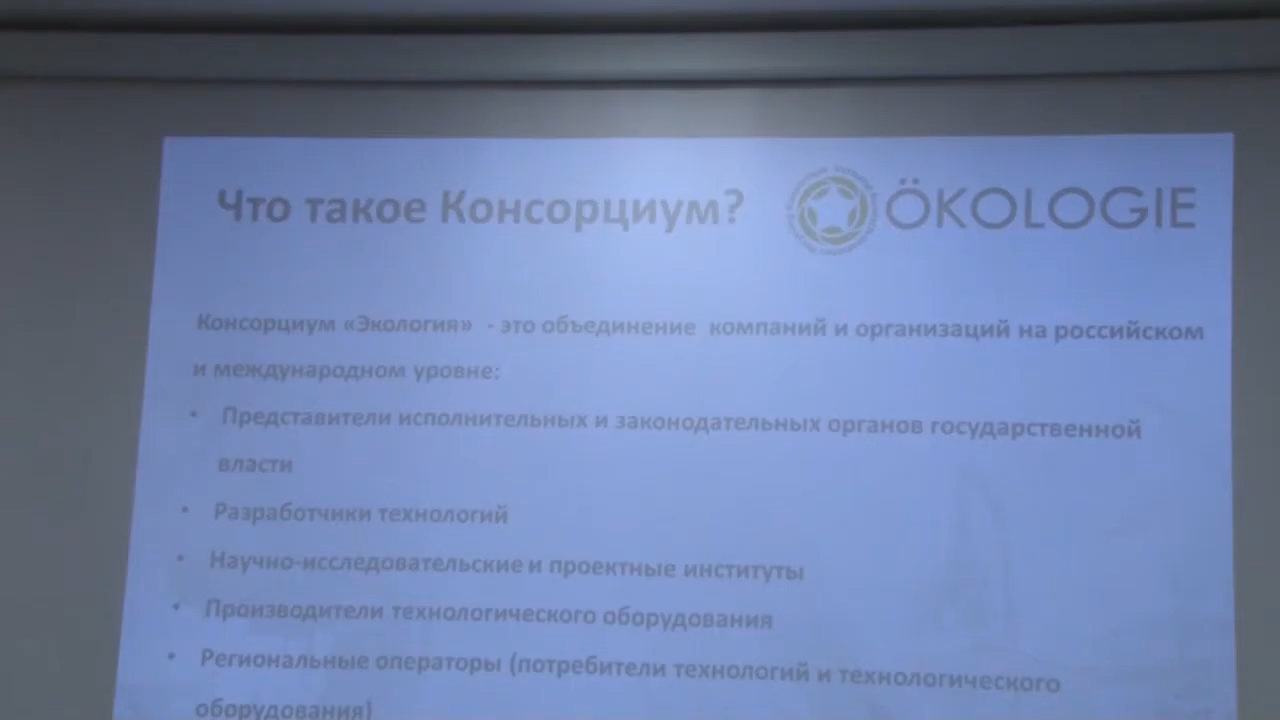 Что такое Консорциум?
ÖKOLOGIE
Консорциум «Экология» - это объединение компаний и организаций на российском
и международном уровне:
• Представители исполнительных и законодательных органов государственной
власти
• Разработчики технологий
• Научно-исследовательские и проектные институты
• Производители технологического оборудования
• Региональные операторы (потребители технологий и технологического
оборудования)